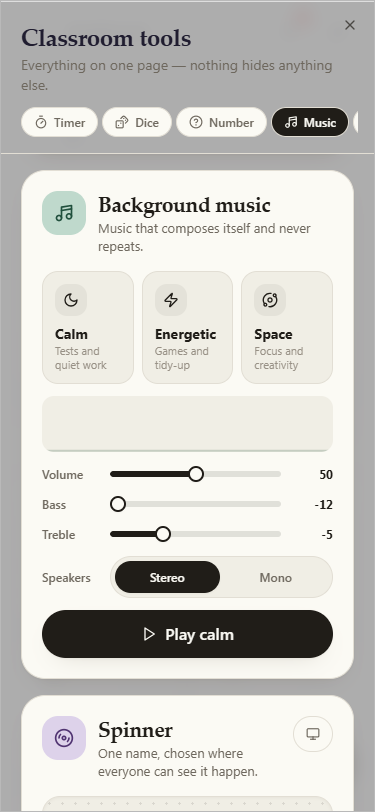 Classroom tools
Everything on one page — nothing hides anything
else.
Timer
Dice
Number
Music
Background music
Music that composes itself and never
repeats.
Calm
Tests and
quiet work
Energetic
Games and
tidy-up
Space
Focus and
creativity
Volume 50
Bass -12
Treble -5
Speakers Stereo Mono
Play calm
Spinner
One name, chosen where
everyone can see it happen.